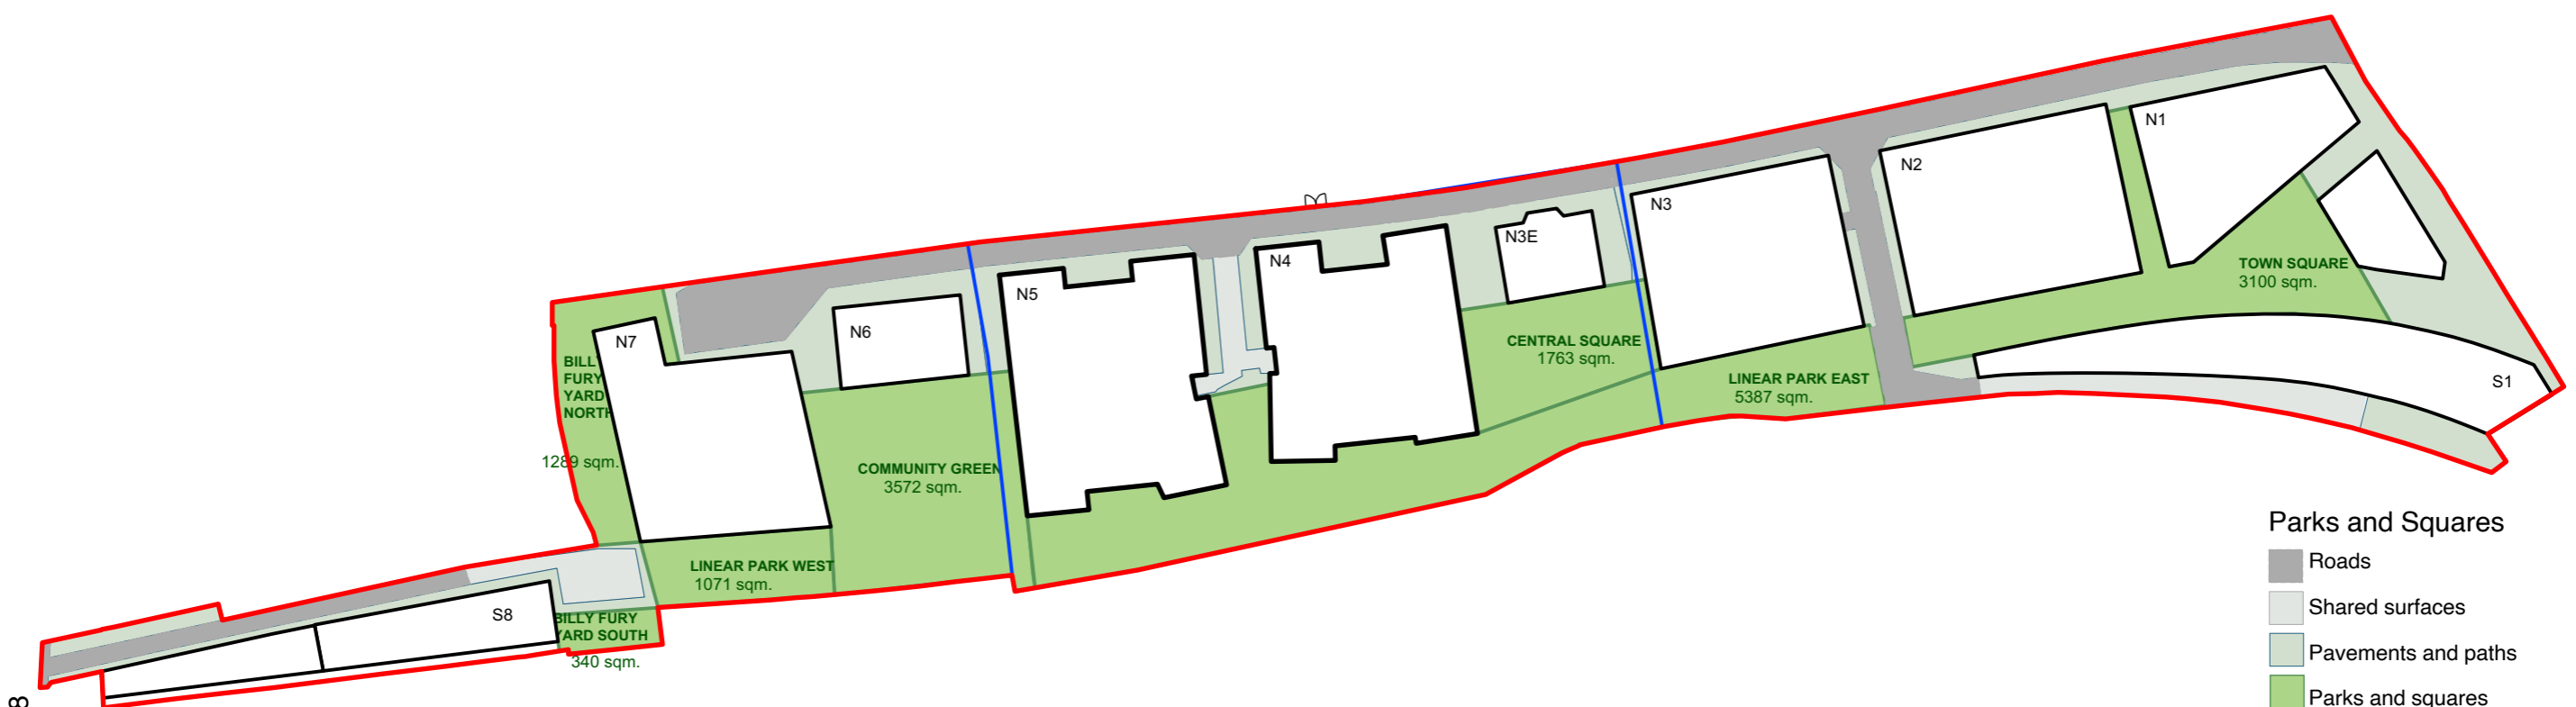 N1
N2
N3
N3E
N4
N5
N6
N7
TOWN SQUARE
3100 sqm.
CENTRAL SQUARE
1763 sqm.
LINEAR PARK EAST
5387 sqm.
S1
BILLY
FURY
YARD
NORTH
1289 sqm.
COMMUNITY GREEN
3572 sqm.
LINEAR PARK WEST
1071 sqm.
S8
BILLY FURY
YARD SOUTH
340 sqm.
8
Parks and Squares
Roads
Shared surfaces
Pavements and paths
Parks and squares